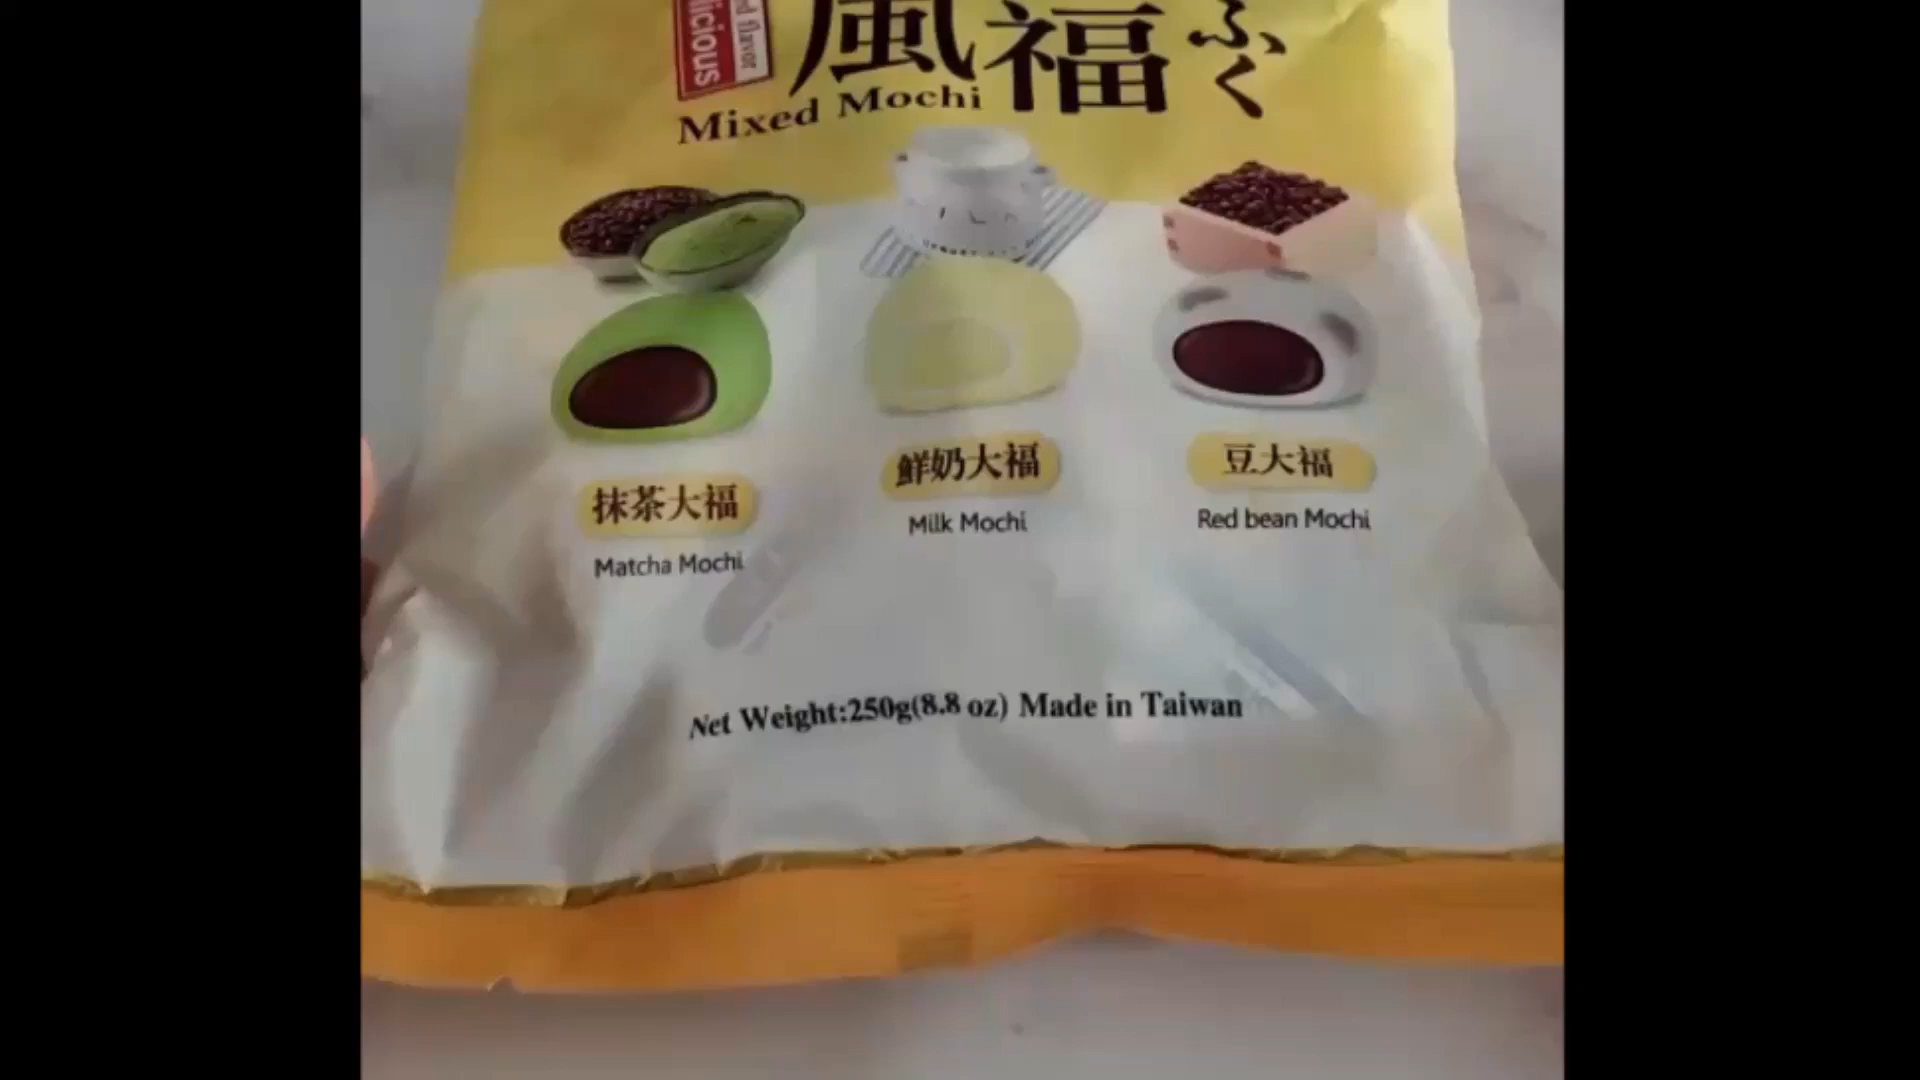 licious
風福
ふぐ
Mixed Mochi
抹茶大福
Matcha Mochi
鮮奶大福
Milk Mochi
豆大福
Red bean Mochi
Net Weight:250g(8.8 oz) Made in Taiwan